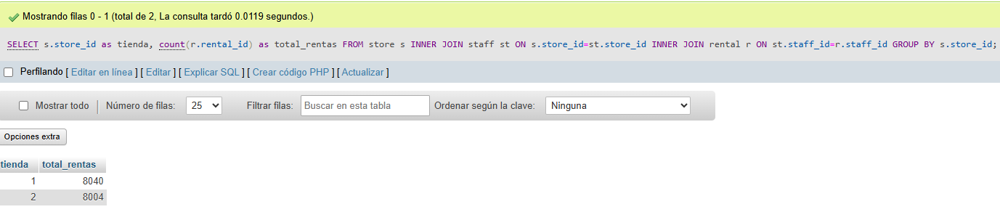 Mostrando filas 0 - 1 (total de 2, La consulta tardó 0.0119 segundos.)
SELECT s.store_id as tienda, count(r.rental_id) as total_rentas FROM store s INNER JOIN staff st ON s.store_id=st.store_id INNER JOIN rental r ON st.staff_id=r.staff_id GROUP BY s.store_id;
Perfilando [ Editar en línea ] [ Editar ] [ Explicar SQL ] [ Crear código PHP ] [ Actualizar ]
Mostrar todo | Número de filas: 25 Filtrar filas: Buscar en esta tabla Ordenar según la clave: Ninguna
Opciones extra
tienda total_rentas
1 8040
2 8004